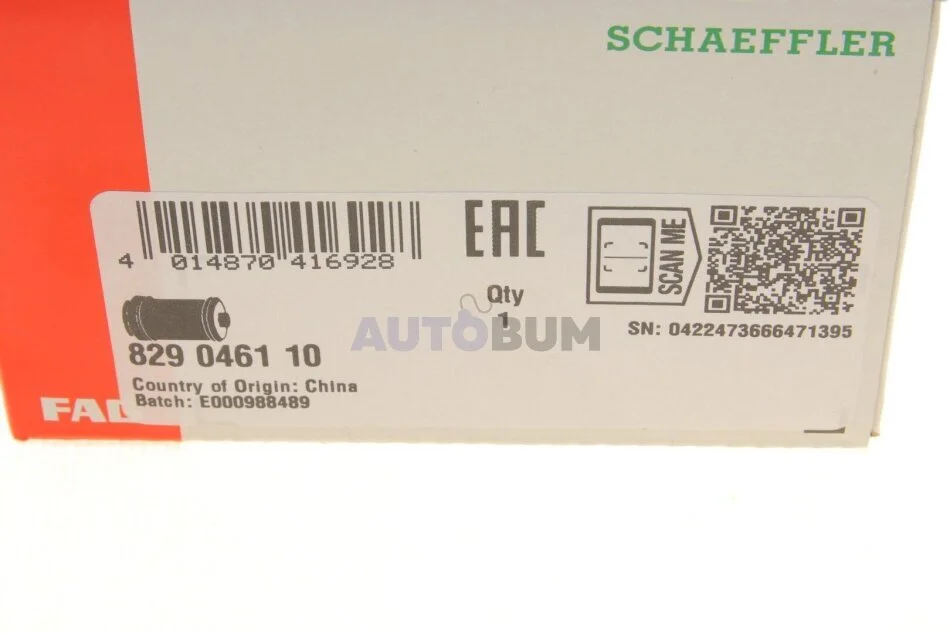 SCHAEFFLER
4 014870 416928
EAC
SCAN ME
Qty
1
SN: 0422473666471395
AUTOBUM
829 0461 10
Country of Origin: China
Batch: E000988489
FAG